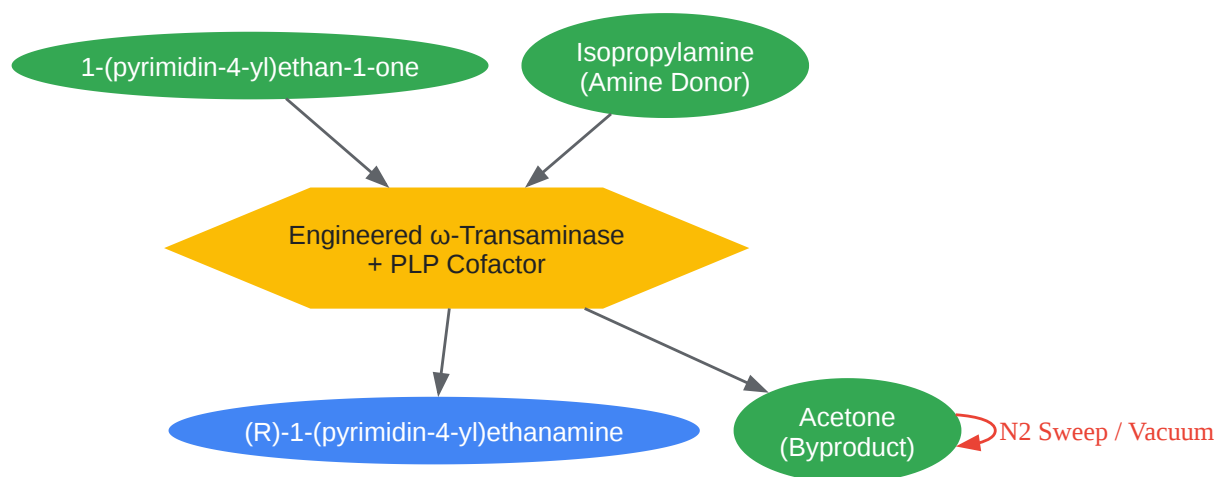 1-(pyrimidin-4-yl)ethan-1-one
Isopropylamine
(Amine Donor)
Engineered ω-Transaminase
+ PLP Cofactor
(R)-1-(pyrimidin-4-yl)ethanamine
Acetone
(Byproduct)
N2 Sweep / Vacuum